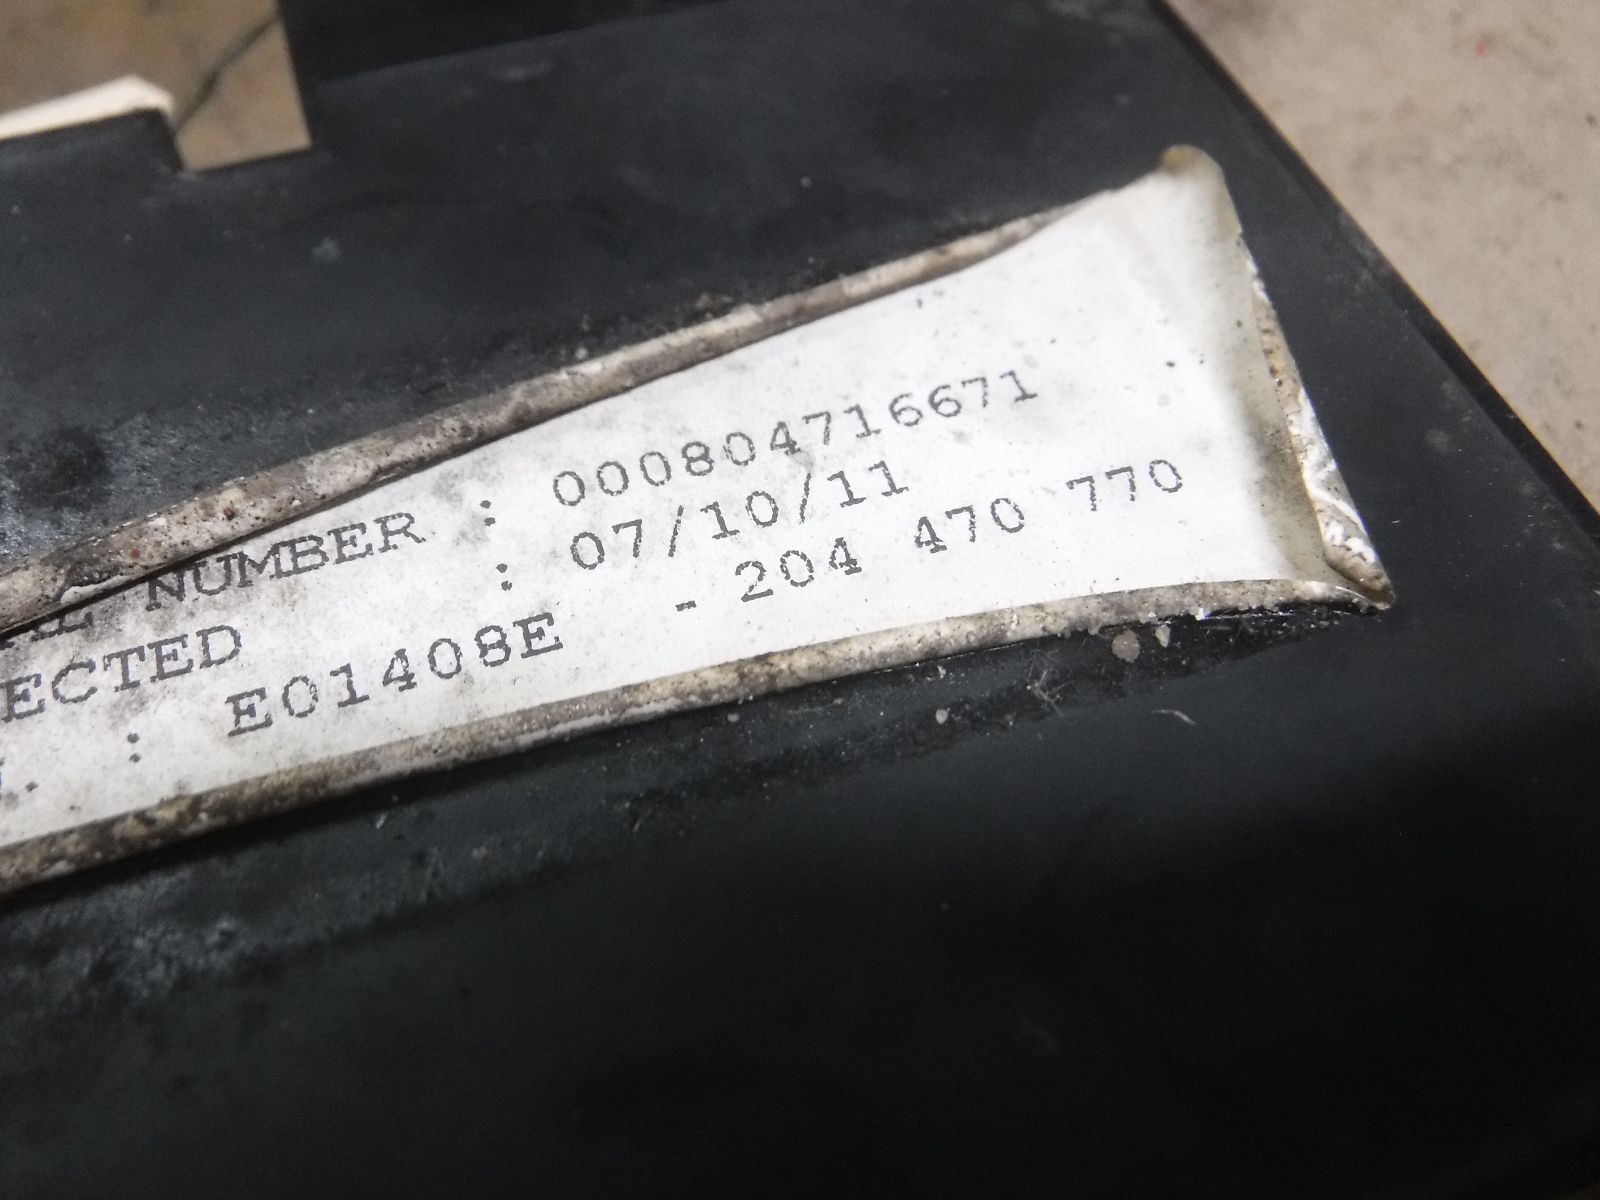 NUMBER : 000804716671
ECTED : 07/10/11
. : E01408E - 204 470 770